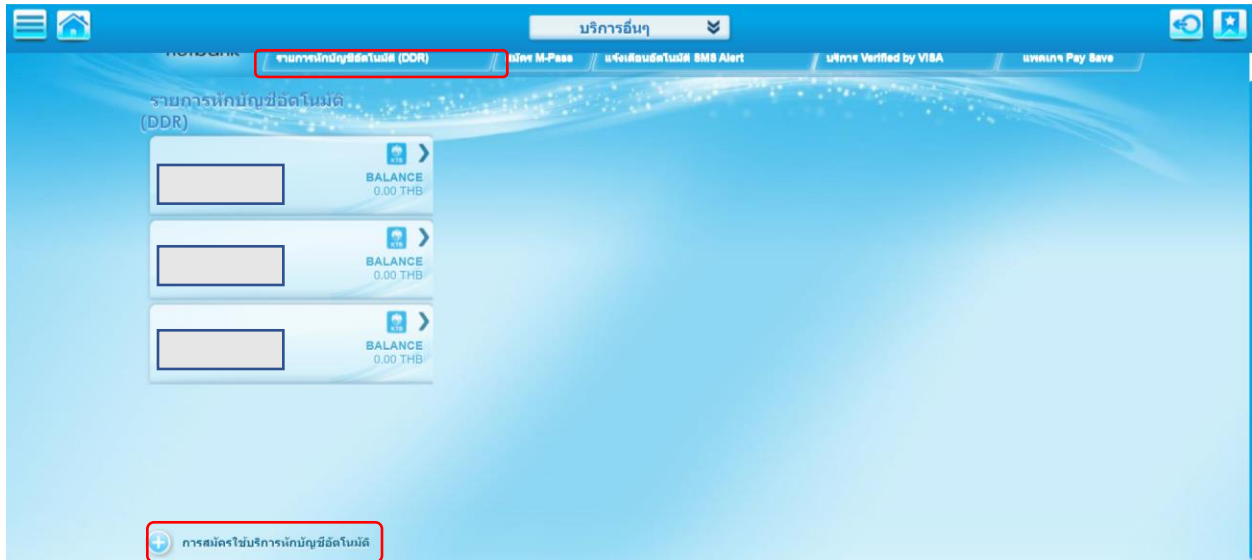 บริการอื่นๆ
รายการหักบัญชีอัตโนมัติ (DDR)
M-Pass
แจ้งเตือนอัตโนมัติ SMS Alert
บริการ Verified by VISA
แพคเกจ Pay Save
รายการหักบัญชีอัตโนมัติ
(DDR)
KTB
BALANCE
0.00 THB
KTB
BALANCE
0.00 THB
KTB
BALANCE
0.00 THB
การสมัครใช้บริการหักบัญชีอัตโนมัติ